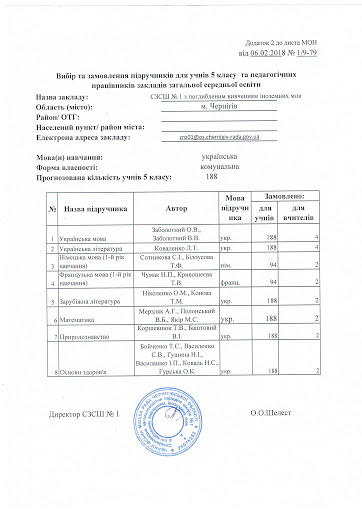 Додаток 2 до листа МОН
від 06.02.2018 № 1/9-79
Вибір та замовлення підручників для учнів 5 класу та педагогічних
працівників закладів загальної середньої освіти
Назва закладу: СЗСШ № 1 з поглибленим вивченням іноземних мов
Область (місто): м. Чернігів
Район/ ОТГ:
Населений пункт/ район міста:
Електрона адреса закладу: znz01@os.chernigiv-rada.gov.ua
Мова(и) навчання: українська
Форма власності: комунальна
Прогнозована кількість учнів 5 класу: 188
№ Назва підручника Автор Мова підручника Замовлено: для учнів для вчителів
1 Українська мова Заболотний О.В., Заболотний В.В. укр. 188 4
2 Українська література Коваленко Л.Т. укр. 188 4
3 Німецька мова (1-й рік навчання) Сотникова С.І., Білоусова Т.Ф. нім. 94 2
4 Французька мова (1-й рік навчання) Чумак Н.П., Кривошеєва Т.В. франц. 94 2
5 Зарубіжна література Ніколенко О.М., Конєва Т.М. укр. 188 2
6 Математика Мерзляк А.Г., Полонський В.Б., Якір М.С. укр. 188 2
7 Природознавство Коршевнюк Т.В., Баштовий В.І. укр. 188 2
8 Основи здоров'я Бойченко Т.Є., Василенко С.В., Гущина Н.І., Василашко І.П., Коваль Н.С., Гурська О.К. укр. 188 2
Директор СЗСШ № 1 О.О.Шелест